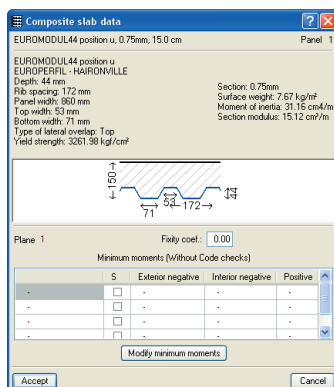 Composite slab data
EUROMODUL44 position u, 0.75mm, 15.0 cm Panel 1
EUROMODUL44 position u
EUROPERFIL - HAIRONVILLE
Depth: 44 mm
Rib spacing: 172 mm
Panel width: 860 mm
Top width: 53 mm
Bottom width: 71 mm
Type of lateral overlap: Top
Yield strength: 3261.98 kgf/cm²
Section: 0.75mm
Surface weight: 7.67 kg/m²
Moment of inertia: 31.16 cm4/m
Section modulus: 15.12 cm³/m
150
44
53
172
71
Plane 1 Fixity coef.: 0.00
Minimum moments (Without Code checks)
S Exterior negative Interior negative Positive
- - - -
- - - -
- - - -
- - - -
Modify minimum moments
Accept Cancel